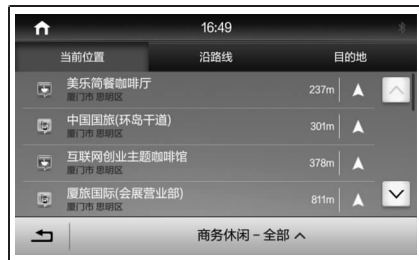 16:49
当前位置 沿路线 目的地
美乐简餐咖啡厅 237m
厦门市 思明区
中国国旅(环岛干道) 301m
厦门市 思明区
互联网创业主题咖啡馆 378m
厦门市 思明区
厦旅国际(会展营业部) 811m
厦门市 思明区
商务休闲 – 全部